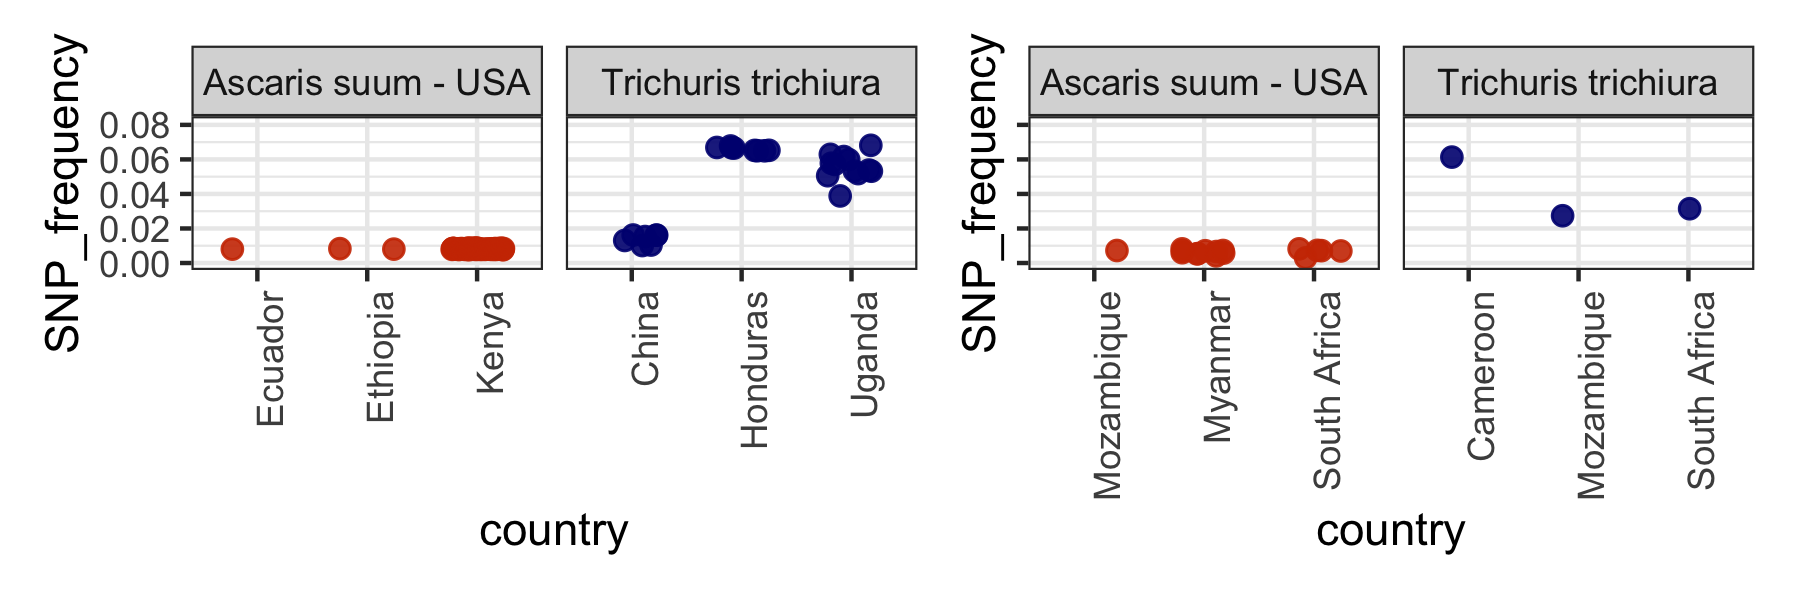 Ascaris suum - USA
Trichuris trichiura
SNP_frequency
0.08
0.06
0.04
0.02
0.00
Ecuador
Ethiopia
Kenya
China
Honduras
Uganda
country
Ascaris suum - USA
Trichuris trichiura
SNP_frequency
Mozambique
Myanmar
South Africa
Cameroon
Mozambique
South Africa
country